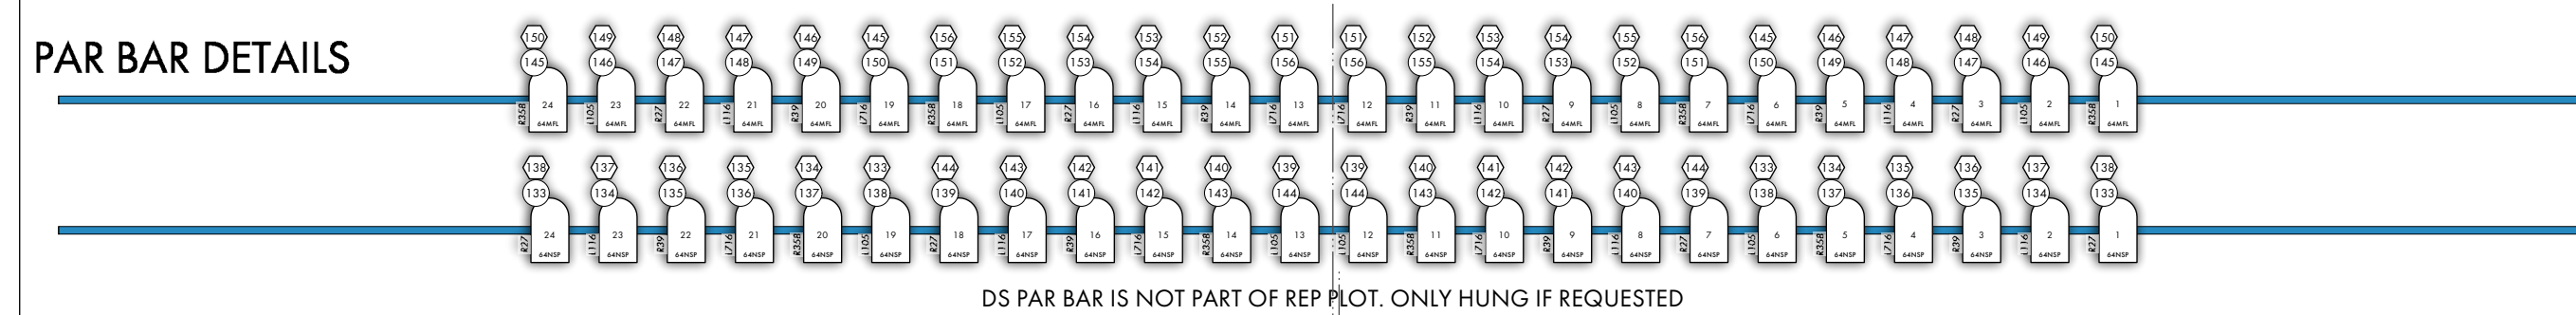 PAR BAR DETAILS
150 149 148 147 146 145 156 155 154 153 152 151 151 152 153 154 155 156 145 146 147 148 149 150
145 146 147 148 149 150 151 152 153 154 155 156 156 155 154 153 152 151 150 149 148 147 146 145
24 23 22 21 20 19 18 17 16 15 14 13 12 11 10 9 8 7 6 5 4 3 2 1
R358 L105 R27 L116 R39 L716 R358 L105 R27 L116 R39 L716 L716 R39 L116 R27 L105 R358 L716 R39 L116 R27 L105 R358
64MFL 64MFL 64MFL 64MFL 64MFL 64MFL 64MFL 64MFL 64MFL 64MFL 64MFL 64MFL 64MFL 64MFL 64MFL 64MFL 64MFL 64MFL 64MFL 64MFL 64MFL 64MFL 64MFL 64MFL
138 137 136 135 134 133 144 143 142 141 140 139 139 140 141 142 143 144 133 134 135 136 137 138
133 134 135 136 137 138 139 140 141 142 143 144 144 143 142 141 140 139 138 137 136 135 134 133
24 23 22 21 20 19 18 17 16 15 14 13 12 11 10 9 8 7 6 5 4 3 2 1
R27 L116 R39 L716 R358 L105 R27 L116 R39 L716 R358 L105 L105 R358 L716 R39 L116 R27 L105 R358 L716 R39 L116 R27
64NSP 64NSP 64NSP 64NSP 64NSP 64NSP 64NSP 64NSP 64NSP 64NSP 64NSP 64NSP 64NSP 64NSP 64NSP 64NSP 64NSP 64NSP 64NSP 64NSP 64NSP 64NSP 64NSP 64NSP
DS PAR BAR IS NOT PART OF REP PLOT. ONLY HUNG IF REQUESTED